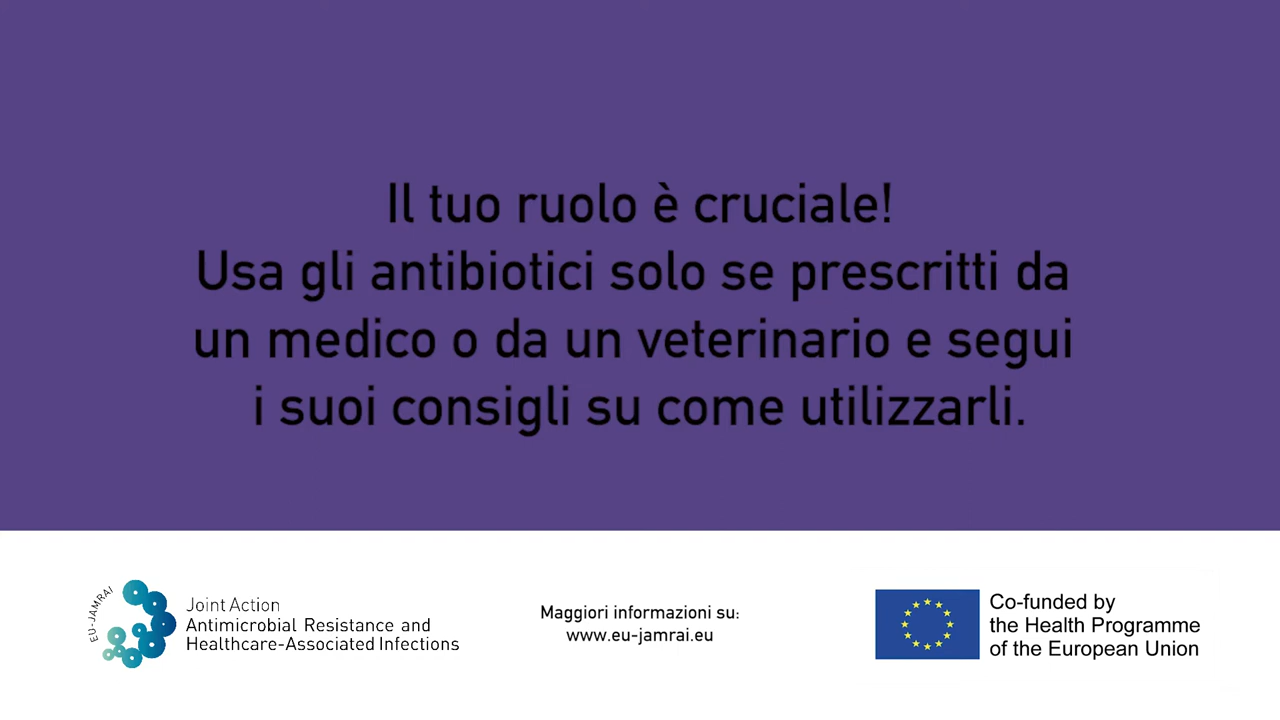 Il tuo ruolo è cruciale!
Usa gli antibiotici solo se prescritti da
un medico o da un veterinario e segui
i suoi consigli su come utilizzarli.
EU-JAMRAI
Joint Action
Antimicrobial Resistance and
Healthcare-Associated Infections
Maggiori informazioni su:
www.eu-jamrai.eu
Co-funded by
the Health Programme
of the European Union